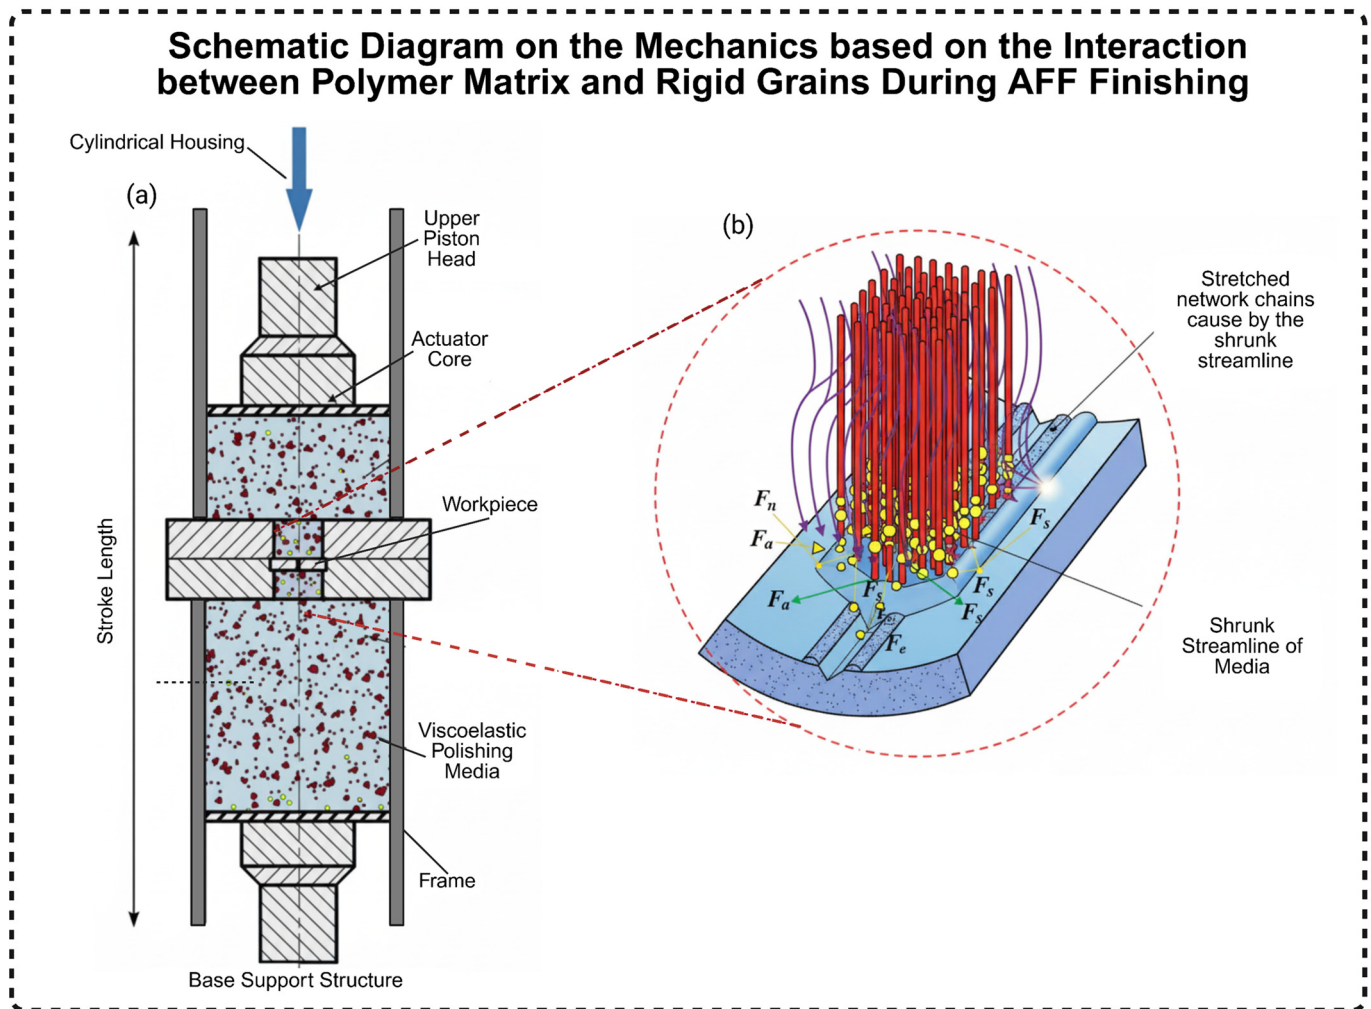 Schematic Diagram on the Mechanics based on the Interaction
between Polymer Matrix and Rigid Grains During AFF Finishing
Cylindrical Housing
(a)
Upper
Piston
Head
Actuator
Core
Workpiece
Stroke Length
Viscoelastic
Polishing
Media
Frame
Base Support Structure
(b)
Stretched
network chains
cause by the
shrunk
streamline
Fn
Fa
Fs
Fa
Fs
Fs
Fs
Fe
Shrunk
Streamline of
Media